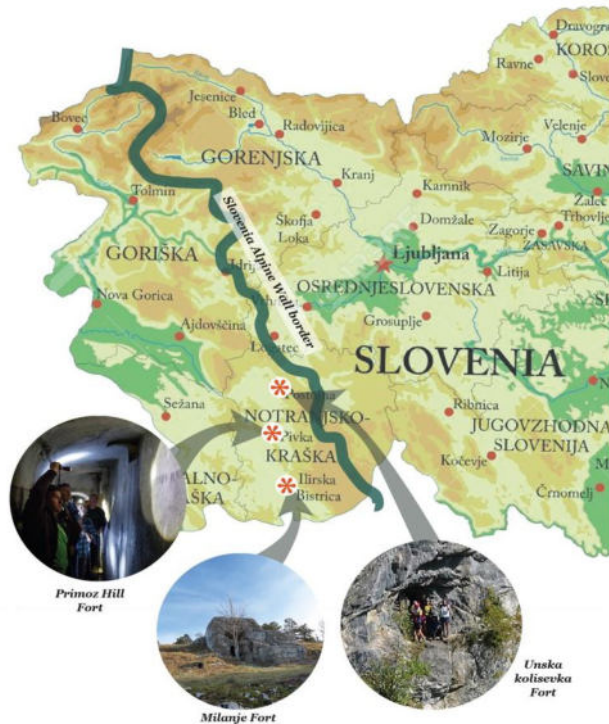 Dravograd
KOROŠ
Ravne
Slove
Jesenice
Bled
Radovljica
Bovec
Mozirje
Velenje
GORENJSKA
SAVIN
Kranj
Kamnik
Tolmin
Žalec
Škofja
Loka
Domžale
Zagorje
Trbovlje
ZASAVSKA
Slovenia Alpine Wall border
GORIŠKA
Ljubljana
Litija
OSREDNJESLOVENSKA
Nova Gorica
Grosuplje
Ajdovščina
Logatec
SLOVENIA
Postojna
Sežana
NOTRANJSKO-
KRAŠKA
Ribnica
JUGOVZHODNA
SLOVENIJA
Pivka
Kočevje
ALNO-
AŠKA
Ilirska
Bistrica
Črnomelj
Primoz Hill
Fort
Milanje Fort
Unska
kolisevka
Fort